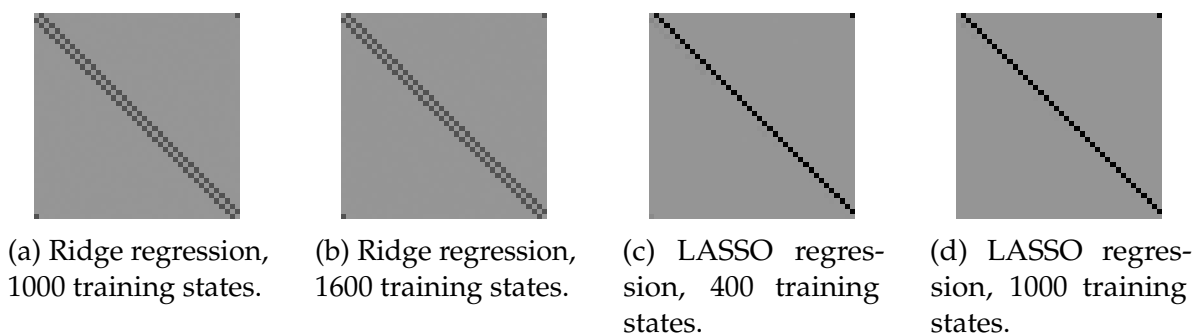 (a) Ridge regression,
1000 training states.
(b) Ridge regression,
1600 training states.
(c) LASSO regres-
sion, 400 training
states.
(d) LASSO regres-
sion, 1000 training
states.